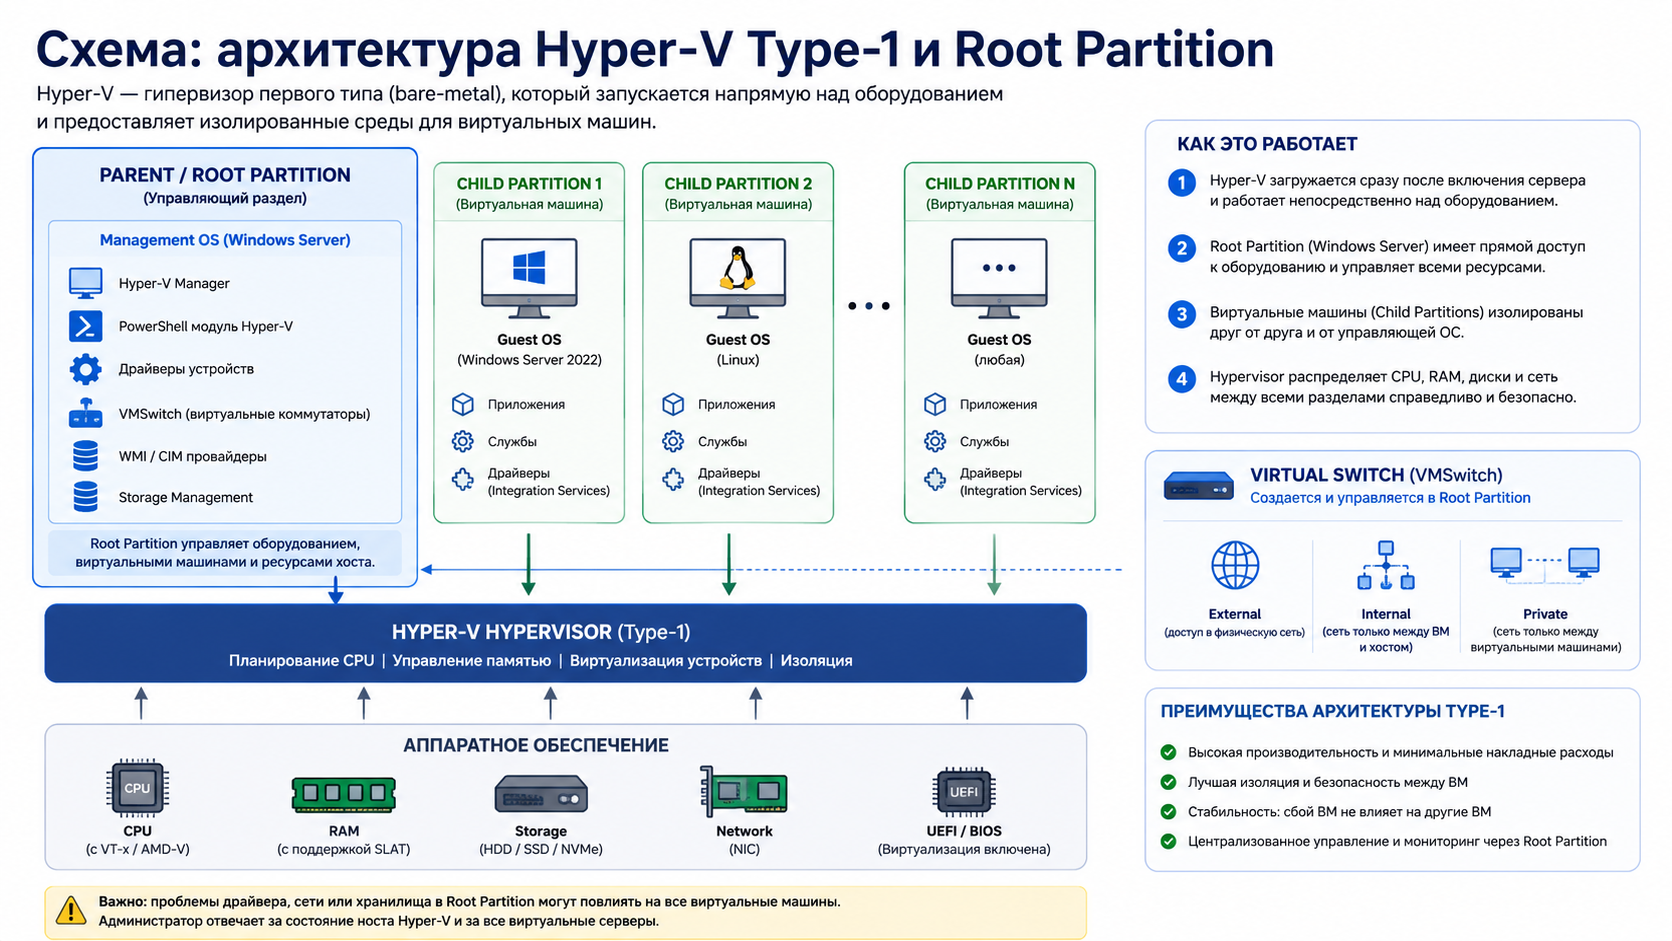 Схема: архитектура Hyper-V Type-1 и Root Partition
Hyper-V — гипервизор первого типа (bare-metal), который запускается напрямую над оборудованием
и предоставляет изолированные среды для виртуальных машин.
PARENT / ROOT PARTITION
(Управляющий раздел)
Management OS (Windows Server)
Hyper-V Manager
PowerShell модуль Hyper-V
Драйверы устройств
VMSwitch (виртуальные коммутаторы)
WMI / CIM провайдеры
Storage Management
Root Partition управляет оборудованием,
виртуальными машинами и ресурсами хоста.
CHILD PARTITION 1
(Виртуальная машина)
Guest OS
(Windows Server 2022)
Приложения
Службы
Драйверы
(Integration Services)
CHILD PARTITION 2
(Виртуальная машина)
Guest OS
(Linux)
Приложения
Службы
Драйверы
(Integration Services)
CHILD PARTITION N
(Виртуальная машина)
Guest OS
(любая)
Приложения
Службы
Драйверы
(Integration Services)
HYPER-V HYPERVISOR (Type-1)
Планирование CPU | Управление памятью | Виртуализация устройств | Изоляция
АППАРАТНОЕ ОБЕСПЕЧЕНИЕ
CPU
CPU
(с VT-x / AMD-V)
RAM
(с поддержкой SLAT)
Storage
(HDD / SSD / NVMe)
Network
(NIC)
UEFI
UEFI / BIOS
(Виртуализация включена)
Важно: проблемы драйвера, сети или хранилища в Root Partition могут повлиять на все виртуальные машины.
Администратор отвечает за состояние носта Hyper-V и за все виртуальные серверы.
КАК ЭТО РАБОТАЕТ
1 Hyper-V загружается сразу после включения сервера
и работает непосредственно над оборудованием.
2 Root Partition (Windows Server) имеет прямой доступ
к оборудованию и управляет всеми ресурсами.
3 Виртуальные машины (Child Partitions) изолированы
друг от друга и от управляющей ОС.
4 Hypervisor распределяет CPU, RAM, диски и сеть
между всеми разделами справедливо и безопасно.
VIRTUAL SWITCH (VMSwitch)
Создается и управляется в Root Partition
External
(доступ в физическую сеть)
Internal
(сеть только между ВМ
и хостом)
Private
(сеть только между
виртуальными машинами)
ПРЕИМУЩЕСТВА АРХИТЕКТУРЫ TYPE-1
Высокая производительность и минимальные накладные расходы
Лучшая изоляция и безопасность между ВМ
Стабильность: сбой ВМ не влияет на другие ВМ
Централизованное управление и мониторинг через Root Partition